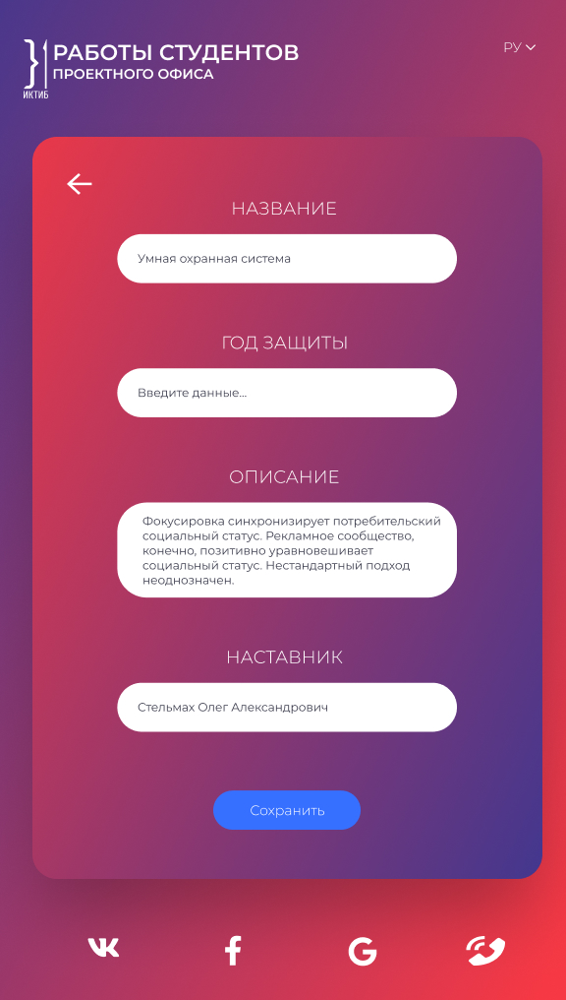 РАБОТЫ СТУДЕНТОВ
ПРОЕКТНОГО ОФИСА
ИКТИБ
РУ
НАЗВАНИЕ
Умная охранная система
ГОД ЗАЩИТЫ
Введите данные...
ОПИСАНИЕ
Фокусировка синхронизирует потребительский
социальный статус. Рекламное сообщество,
конечно, позитивно уравновешивает
социальный статус. Нестандартный подход
неоднозначен.
НАСТАВНИК
Стельмах Олег Александрович
Сохранить